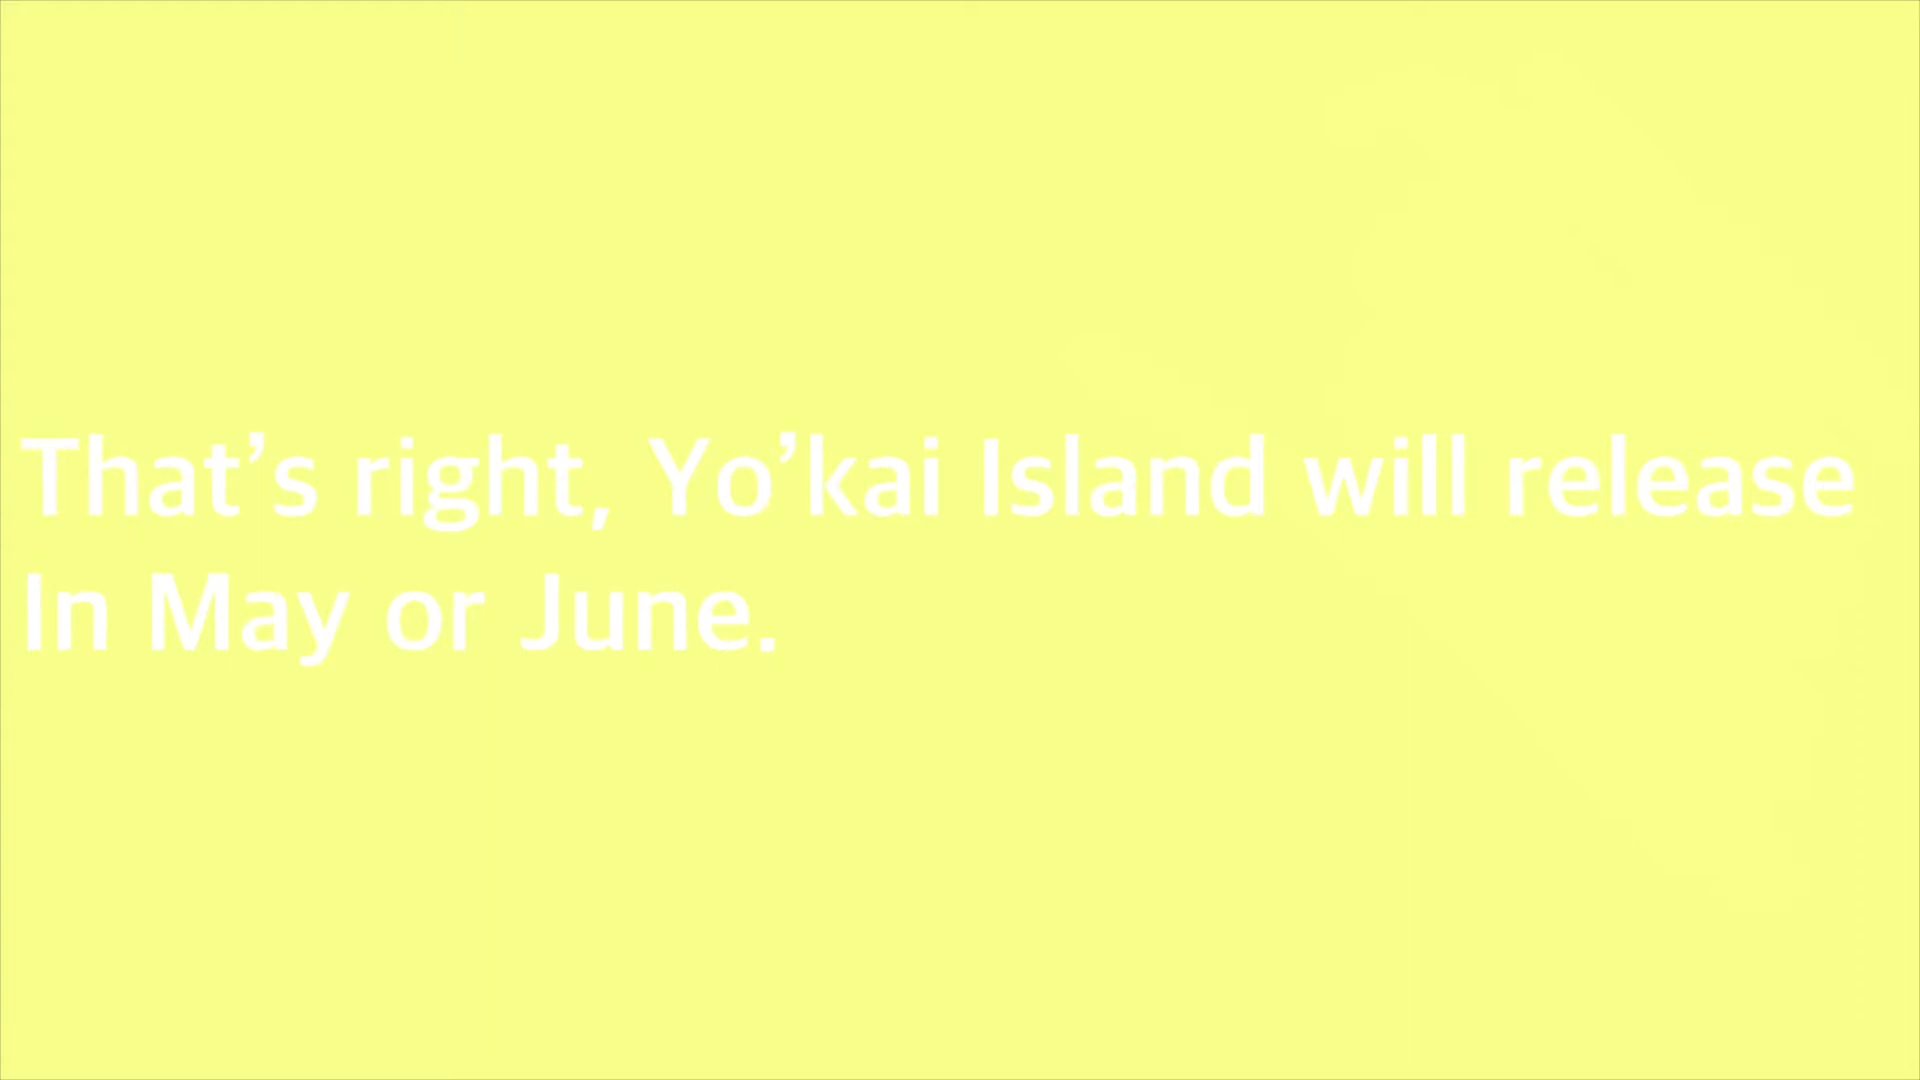 That’s right, Yo’kai Island will release
In May or June.